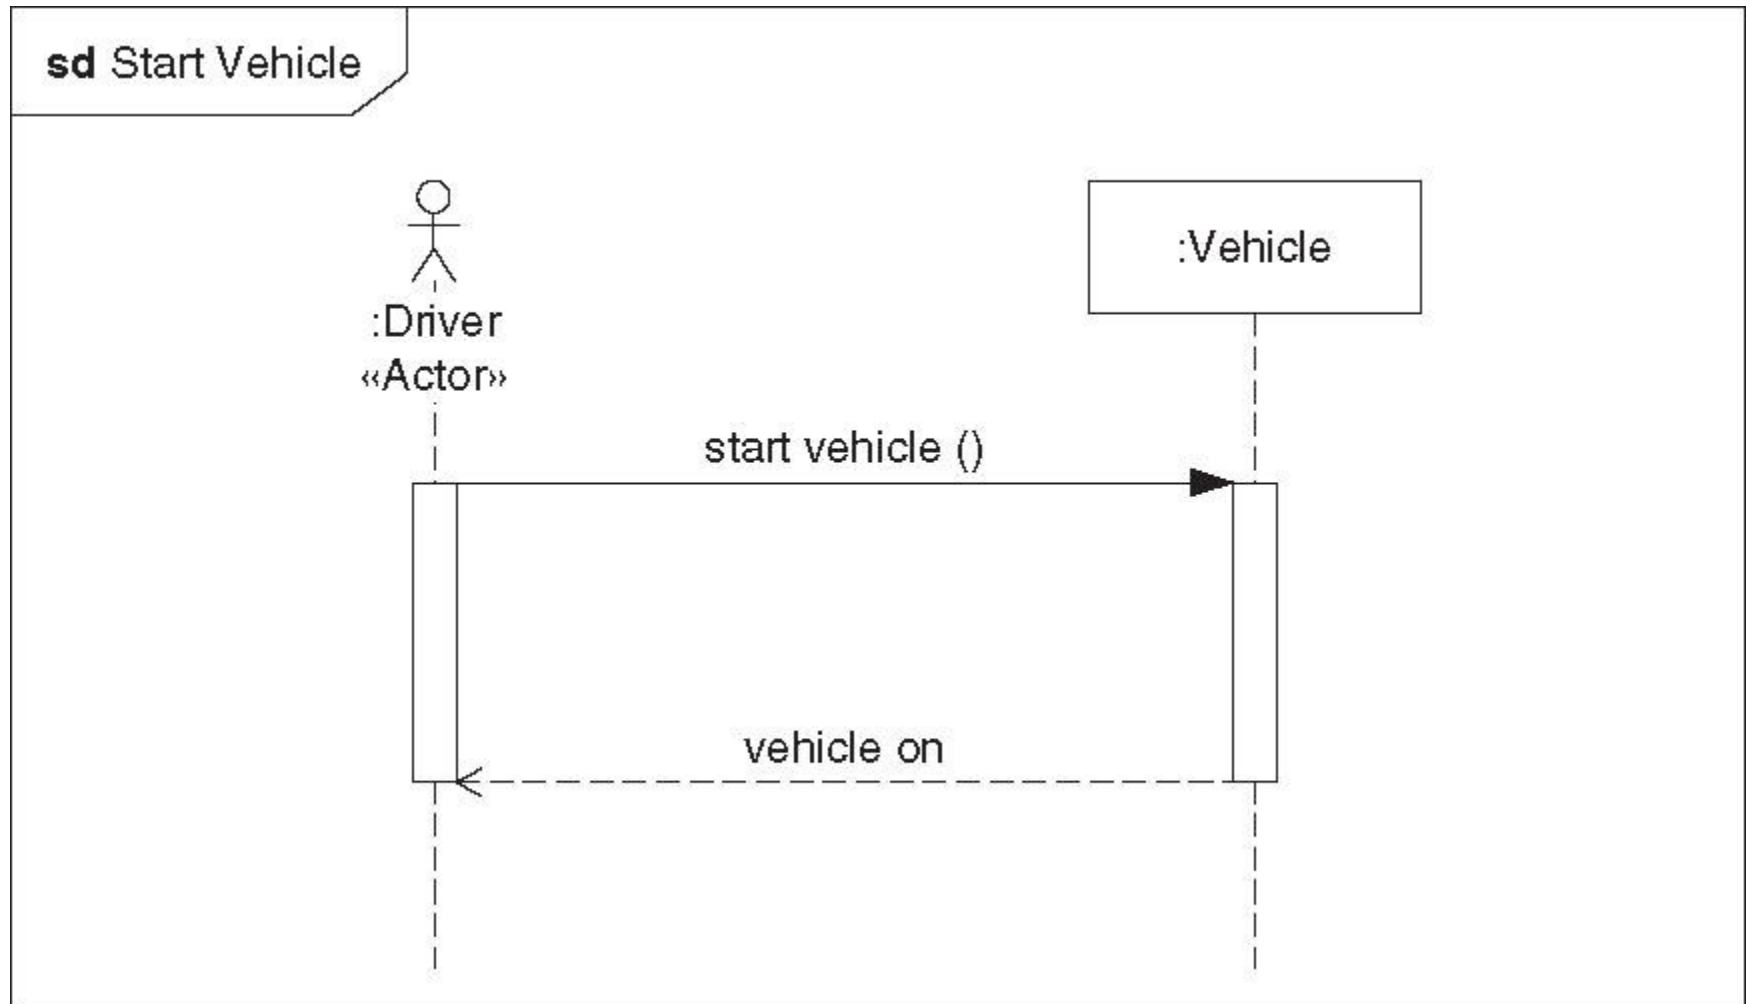 sd Start Vehicle
:Vehicle
:Driver
«Actor»
start vehicle ()
vehicle on